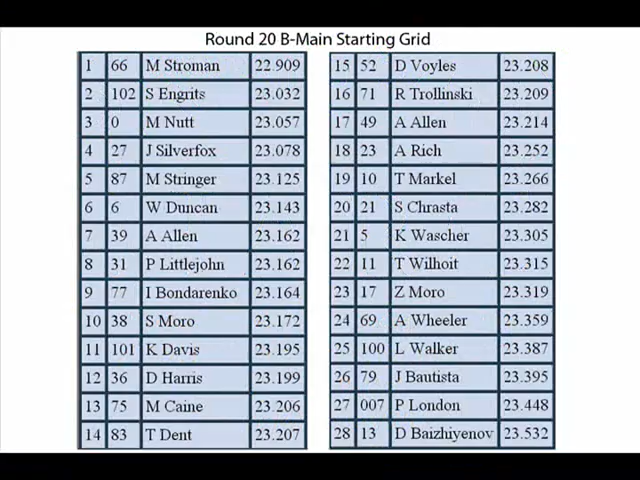 Round 20 B-Main Starting Grid
1 66 M Stroman 22.909
2 102 S Engrits 23.032
3 0 M Nutt 23.057
4 27 J Silverfox 23.078
5 87 M Stringer 23.125
6 6 W Duncan 23.143
7 39 A Allen 23.162
8 31 P Littlejohn 23.162
9 77 I Bondarenko 23.164
10 38 S Moro 23.172
11 101 K Davis 23.195
12 36 D Harris 23.199
13 75 M Caine 23.206
14 83 T Dent 23.207
15 52 D Voyles 23.208
16 71 R Trollinski 23.209
17 49 A Allen 23.214
18 23 A Rich 23.252
19 10 T Markel 23.266
20 21 S Chrasta 23.282
21 5 K Wascher 23.305
22 11 T Wilhoit 23.315
23 17 Z Moro 23.319
24 69 A Wheeler 23.359
25 100 L Walker 23.387
26 79 J Bautista 23.395
27 007 P London 23.448
28 13 D Baizhiyenov 23.532